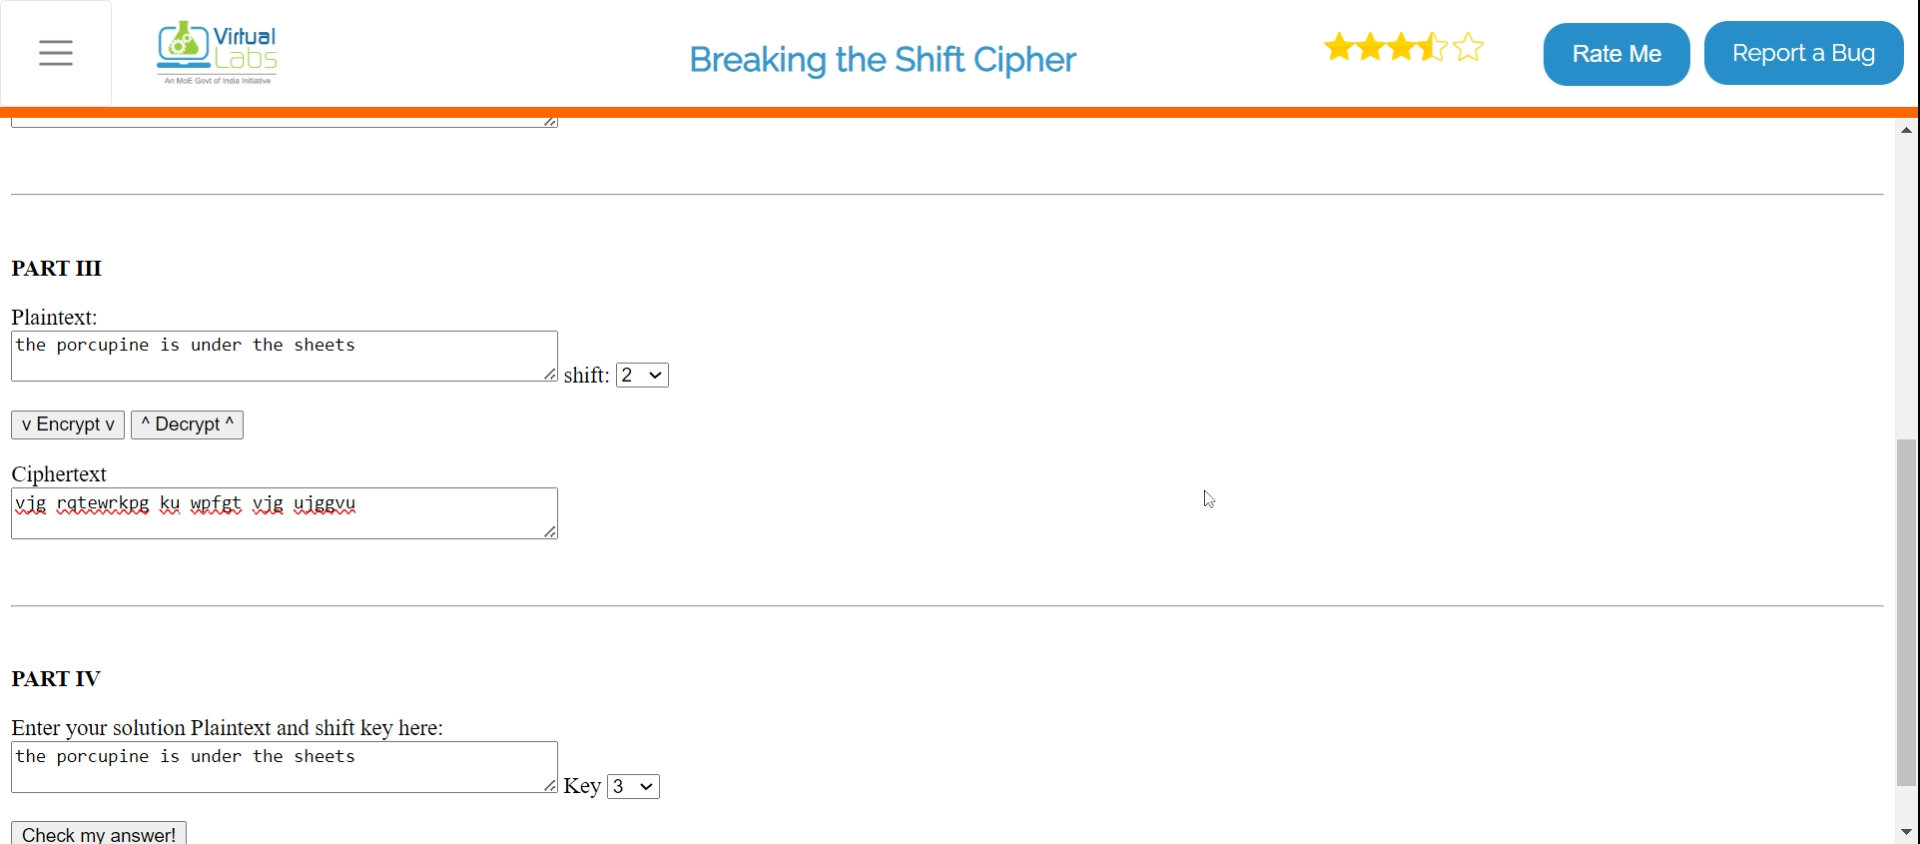 Virtual
Labs
An MoE Govt of India Initiative
Breaking the Shift Cipher
Rate Me
Report a Bug
PART III
Plaintext:
the porcupine is under the sheets
shift: 2
v Encrypt v ^ Decrypt ^
Ciphertext
vjg rqtewrkpg ku wpfgt vjg ujggvu
PART IV
Enter your solution Plaintext and shift key here:
the porcupine is under the sheets
Key 3
Check my answer!